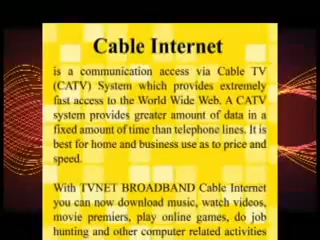 Cable Internet
is a communication access via Cable TV
(CATV) System which provides extremely
fast access to the World Wide Web. A CATV
system provides greater amount of data in a
fixed amount of time than telephone lines. It is
best for home and business use as to price and
speed.
With TVNET BROADBAND Cable Internet
you can now download music, watch videos,
movie premiers, play online games, do job
hunting and other computer related activities